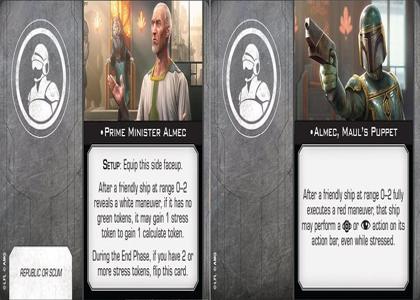 •PRIME MINISTER ALMEC
SETUP: Equip this side faceup.
After a friendly ship at range 0–2
reveals a white maneuver, if it has no
green tokens, it may gain 1 stress
token to gain 1 calculate token.
During the End Phase, if you have 2 or
more stress tokens, flip this card.
REPUBLIC OR SCUM
©LFL ©AMG
•ALMEC, MAUL'S PUPPET
After a friendly ship at range 0–2 fully
executes a red maneuver, that ship
may perform a or action on its
action bar, even while stressed.
©LFL ©AMG